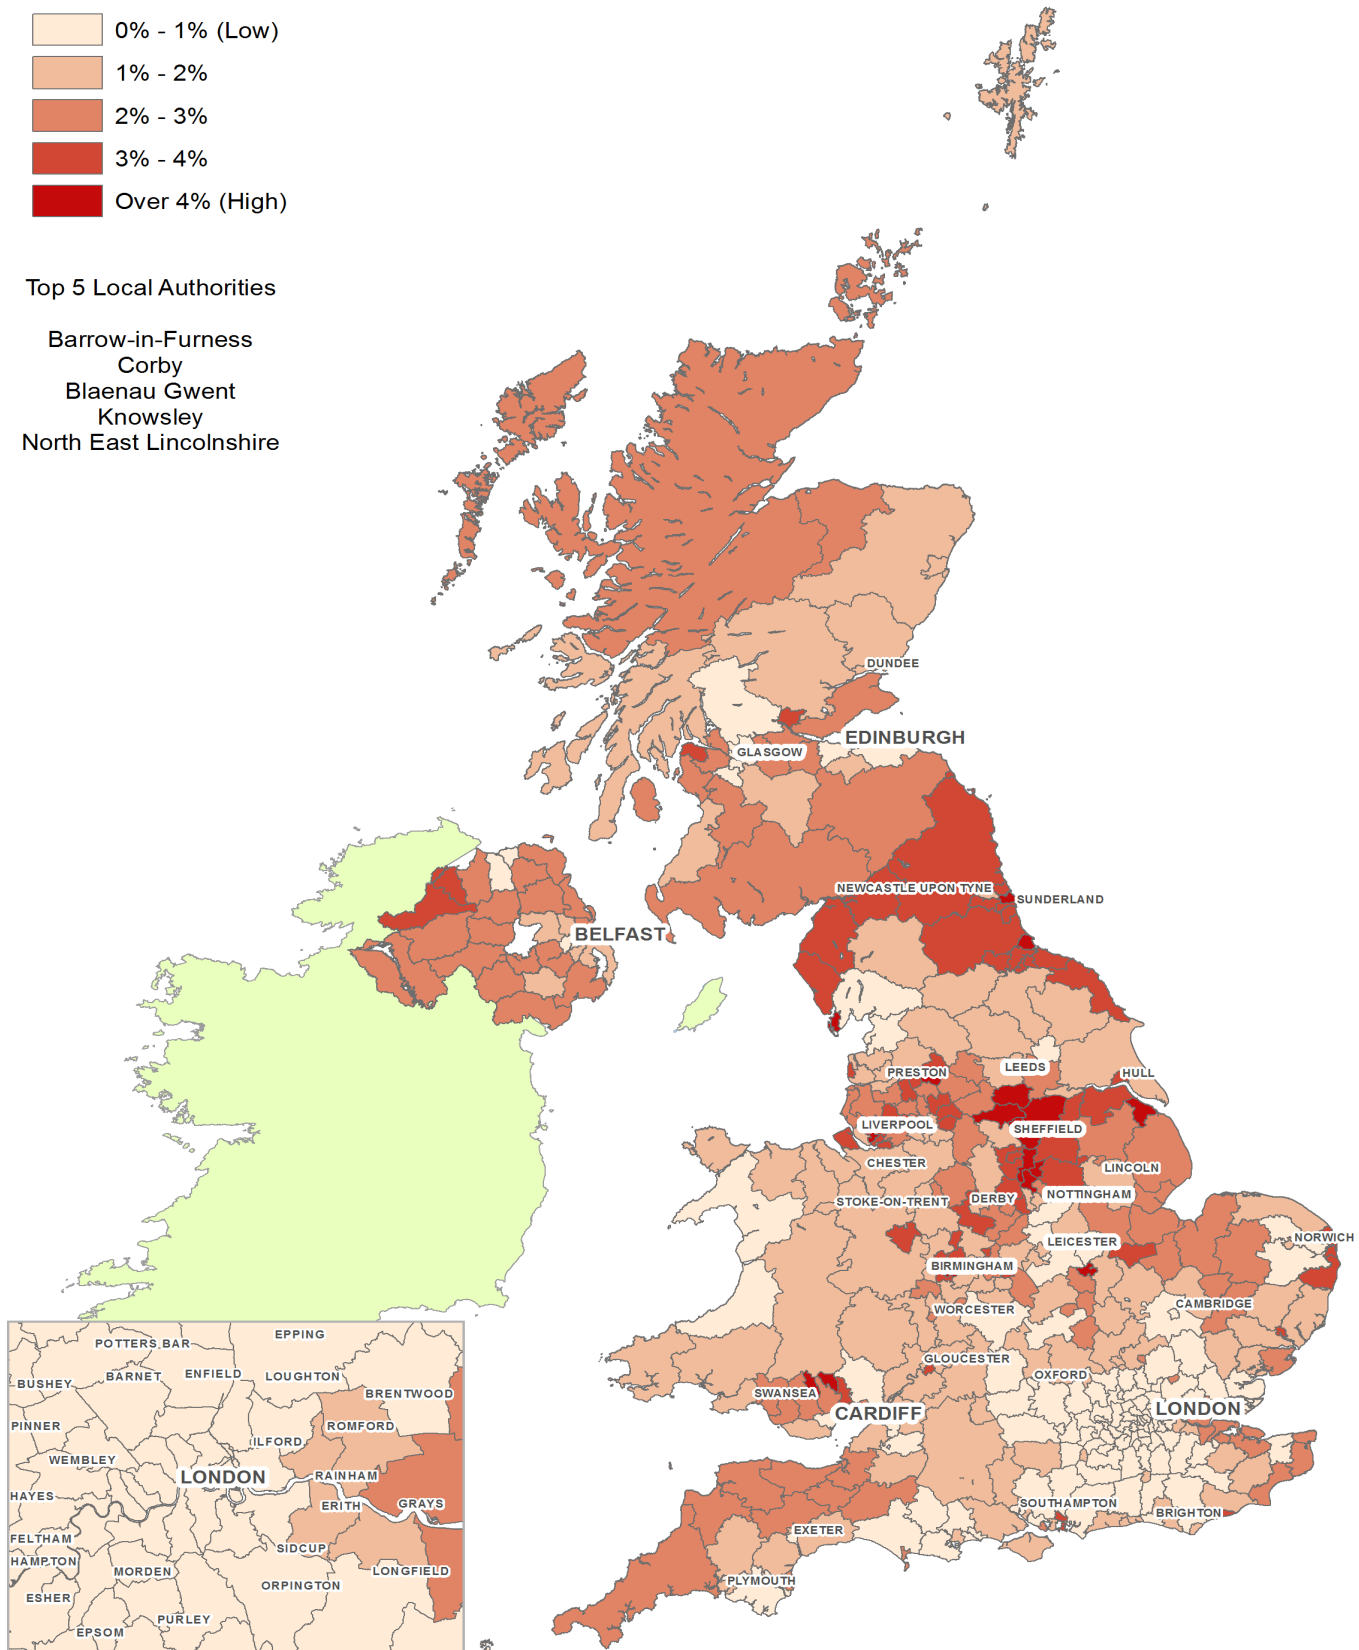 0% - 1% (Low)
1% - 2%
2% - 3%
3% - 4%
Over 4% (High)
Top 5 Local Authorities
Barrow-in-Furness
Corby
Blaenau Gwent
Knowsley
North East Lincolnshire
DUNDEE
EDINBURGH
GLASGOW
NEWCASTLE UPON TYNE
SUNDERLAND
BELFAST
LEEDS
PRESTON
HULL
LIVERPOOL
SHEFFIELD
CHESTER
LINCOLN
STOKE-ON-TRENT
DERBY
NOTTINGHAM
LEICESTER
NORWICH
BIRMINGHAM
WORCESTER
CAMBRIDGE
GLOUCESTER
OXFORD
SWANSEA
CARDIFF
LONDON
SOUTHAMPTON
BRIGHTON
EXETER
PLYMOUTH
EPPING
POTTERS BAR
BARNET
ENFIELD
LOUGHTON
BUSHEY
BRENTWOOD
PINNER
ROMFORD
ILFORD
WEMBLEY
LONDON
RAINHAM
HAYES
ERITH
GRAYS
FELTHAM
SIDCUP
HAMPTON
MORDEN
LONGFIELD
ORPINGTON
ESHER
PURLEY
EPSOM